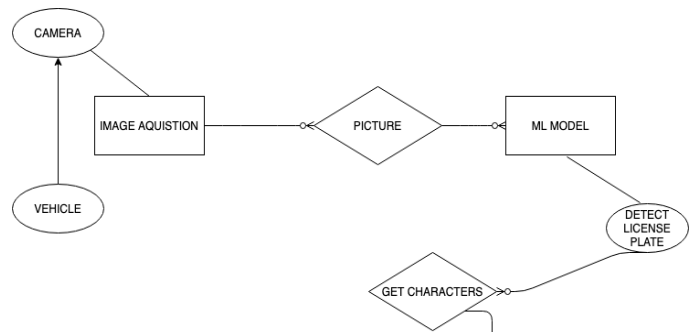 CAMERA
IMAGE AQUISTION
PICTURE
ML MODEL
VEHICLE
DETECT
LICENSE
PLATE
GET CHARACTERS